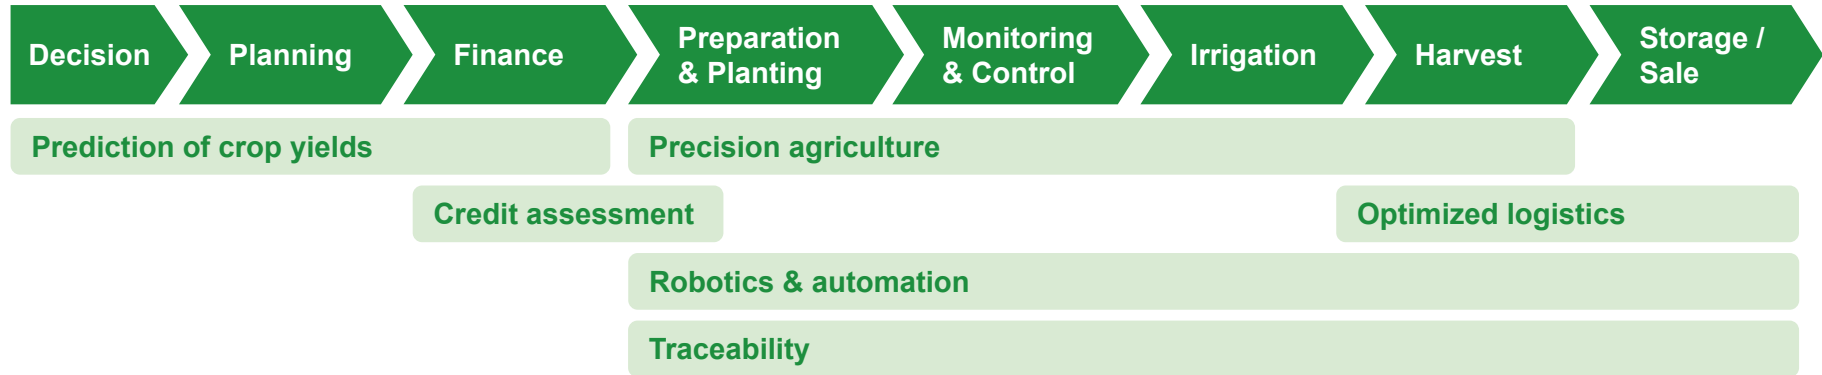 Decision
Planning
Finance
Preparation
& Planting
Monitoring
& Control
Irrigation
Harvest
Storage /
Sale
Prediction of crop yields
Precision agriculture
Credit assessment
Optimized logistics
Robotics & automation
Traceability